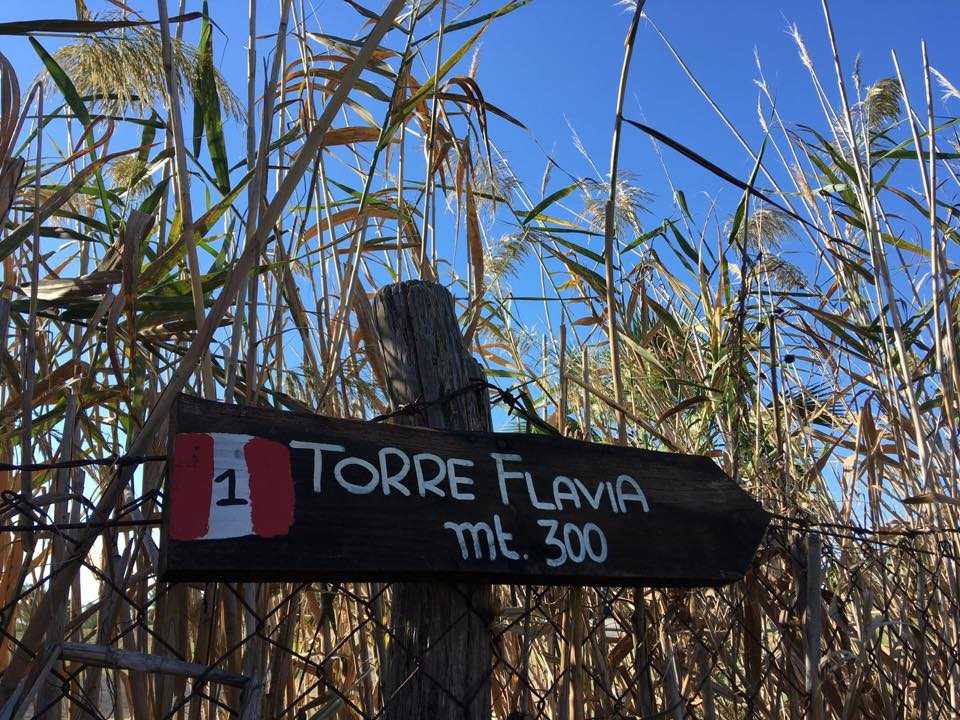 1
Torre Flavia
mt. 300